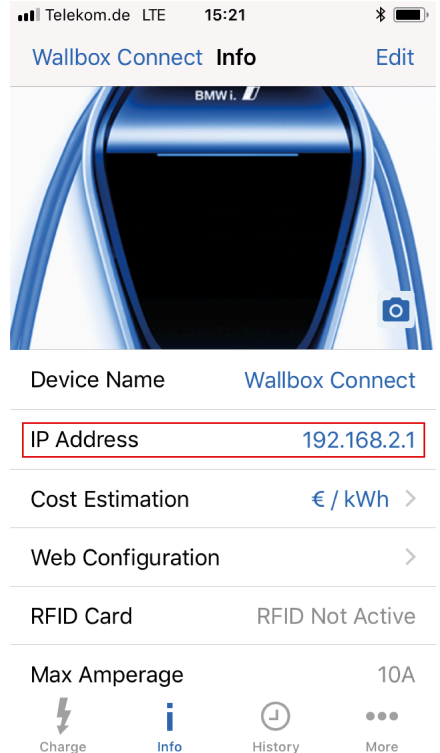 Telekom.de LTE 15:21
Wallbox Connect Info Edit
BMW i.
Device Name Wallbox Connect
IP Address 192.168.2.1
Cost Estimation € / kWh
Web Configuration
RFID Card RFID Not Active
Max Amperage 10A
Charge Info History More